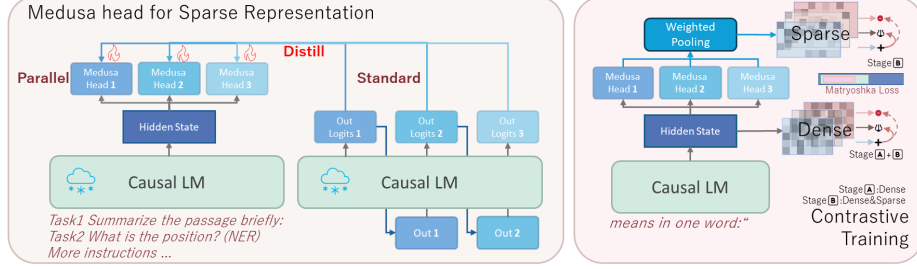 Medusa head for Sparse Representation
Distill
Parallel
Standard
Medusa Head 1
Medusa Head 2
Medusa Head 3
Hidden State
Out Logits 1
Out Logits 2
Out Logits 3
Causal LM
Causal LM
Out 1
Out 2
Task1 Summarize the passage briefly:
Task2 What is the position? (NER)
More instructions ...
Weighted
Pooling
Sparse
Stage B
Medusa
Head 1
Medusa
Head 2
Medusa
Head 3
Matryoshka Loss
Hidden State
Dense
Stage A + B
Causal LM
means in one word:“
Stage A :Dense
Stage B :Dense&Sparse
Contrastive
Training